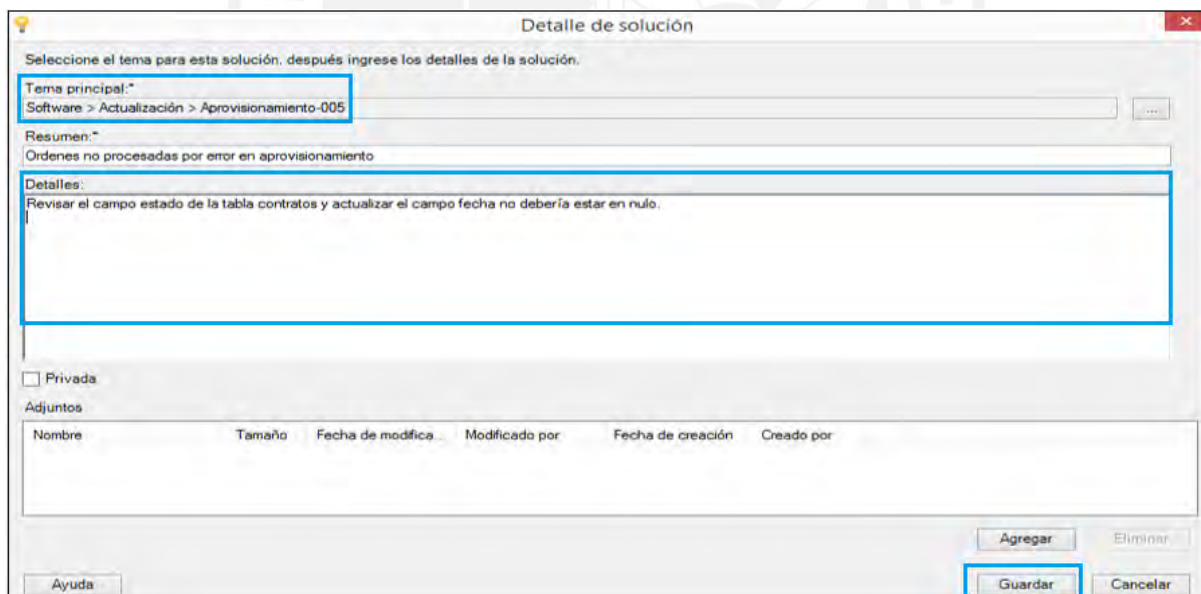 Detalle de solución
Seleccione el tema para esta solución, después ingrese los detalles de la solución.
Tema principal:*
Software > Actualización > Aprovisionamiento-005
...
Resumen:*
Ordenes no procesadas por error en aprovisionamiento
Detalles:
Revisar el campo estado de la tabla contratos y actualizar el campo fecha no debería estar en nulo.
Privada
Adjuntos
Nombre Tamaño Fecha de modifica... Modificado por Fecha de creación Creado por
Agregar Eliminar
Ayuda Guardar Cancelar